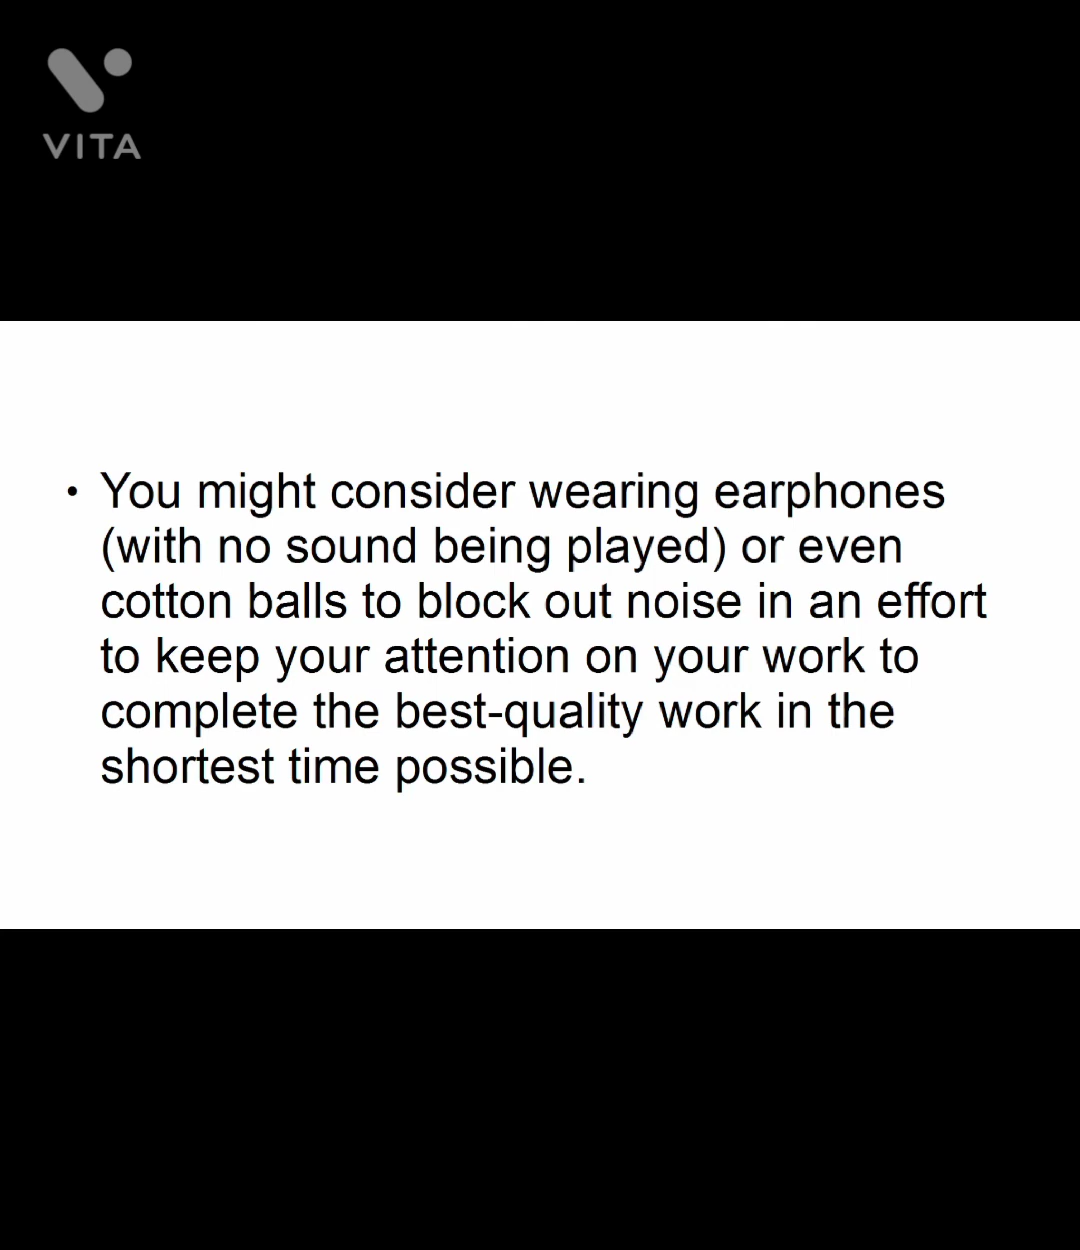 VITA
• You might consider wearing earphones
(with no sound being played) or even
cotton balls to block out noise in an effort
to keep your attention on your work to
complete the best-quality work in the
shortest time possible.